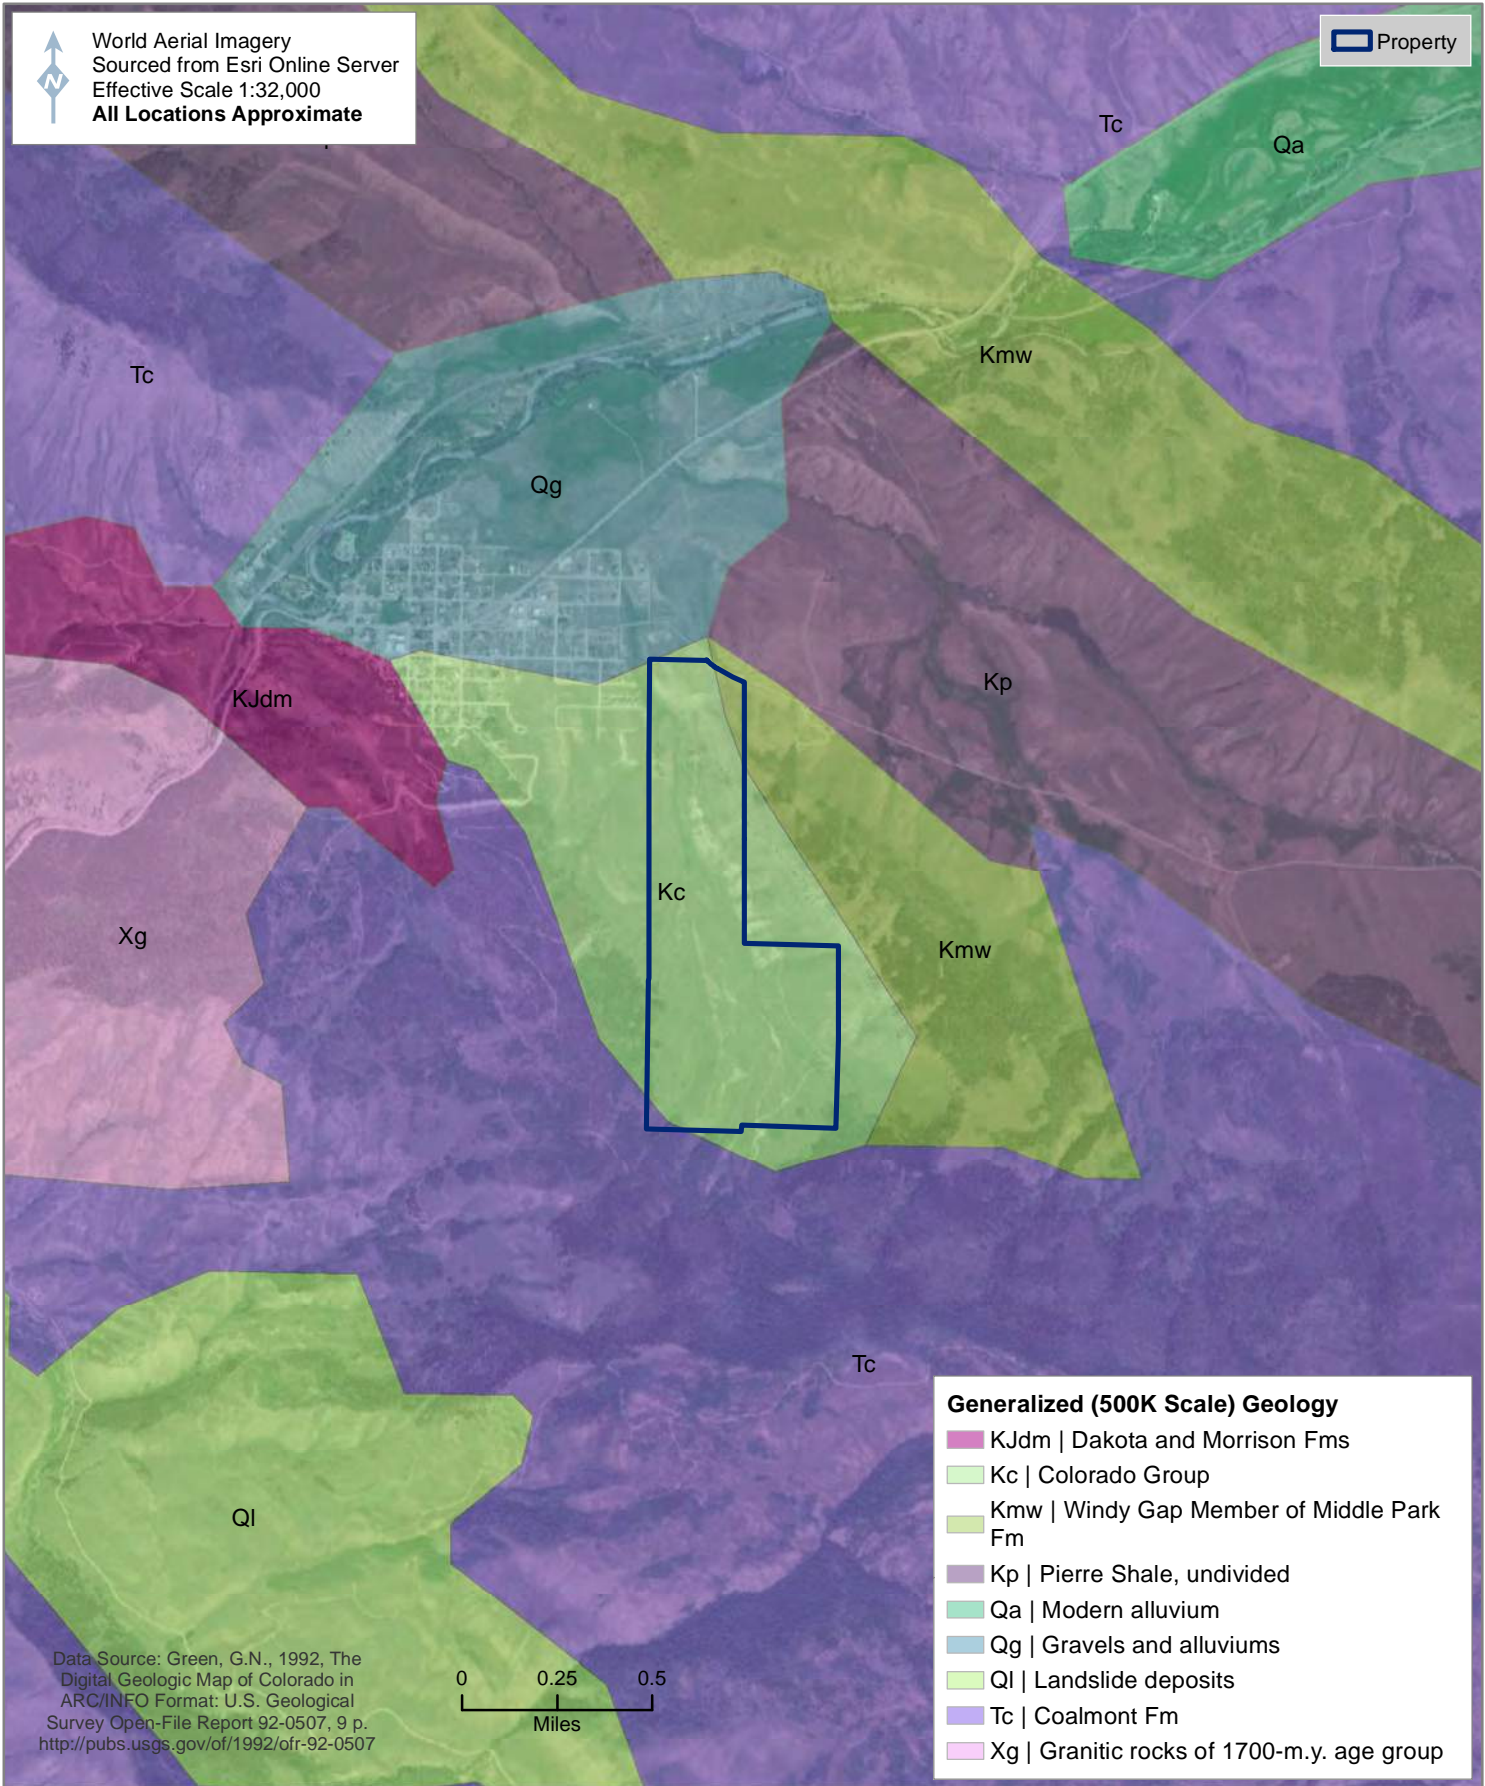 World Aerial Imagery
Sourced from Esri Online Server
Effective Scale 1:32,000
All Locations Approximate
N
Property
Tc
Qa
Tc
Kmw
Qg
Kp
KJdm
Kc
Xg
Kmw
Tc
Ql
Generalized (500K Scale) Geology
KJdm | Dakota and Morrison Fms
Kc | Colorado Group
Kmw | Windy Gap Member of Middle Park
Fm
Kp | Pierre Shale, undivided
Qa | Modern alluvium
Qg | Gravels and alluviums
Ql | Landslide deposits
Tc | Coalmont Fm
Xg | Granitic rocks of 1700-m.y. age group
Data Source: Green, G.N., 1992, The
Digital Geologic Map of Colorado in
ARC/INFO Format: U.S. Geological
Survey Open-File Report 92-0507, 9 p.
http://pubs.usgs.gov/of/1992/ofr-92-0507
0 0.25 0.5
Miles